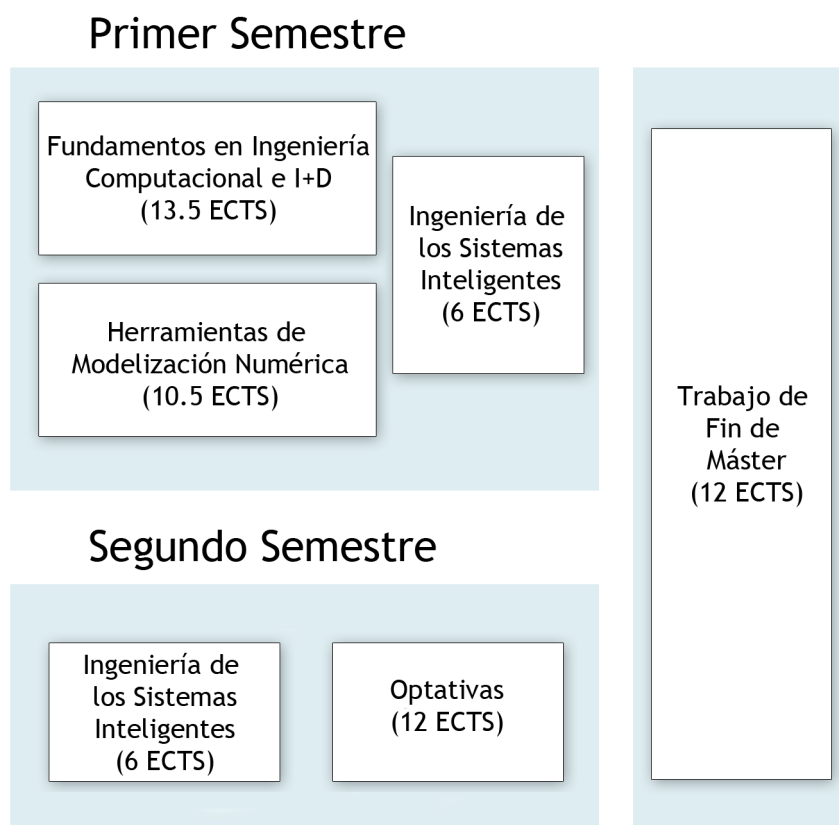 Primer Semestre
Fundamentos en Ingeniería
Computacional e I+D
(13.5 ECTS)
Herramientas de
Modelización Numérica
(10.5 ECTS)
Ingeniería de
los Sistemas
Inteligentes
(6 ECTS)
Segundo Semestre
Ingeniería de
los Sistemas
Inteligentes
(6 ECTS)
Optativas
(12 ECTS)
Trabajo de
Fin de
Máster
(12 ECTS)